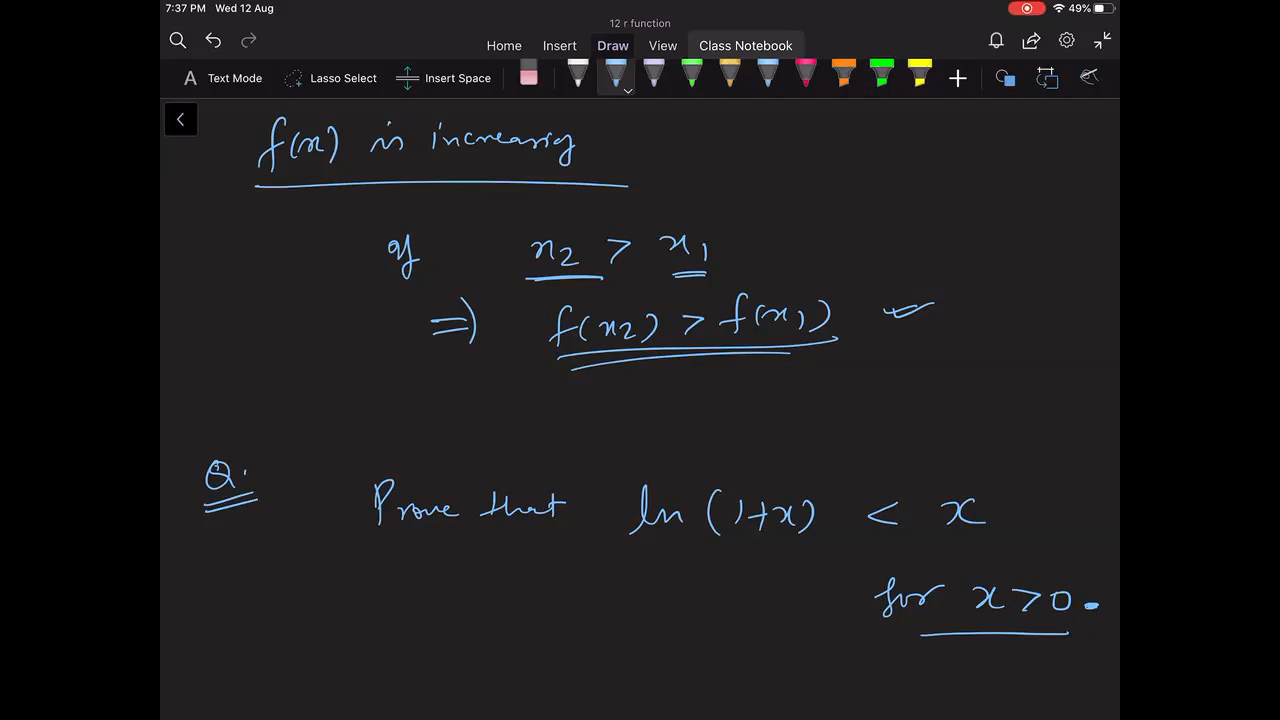 7:37 PM Wed 12 Aug
49%
12 r function
Home Insert Draw View Class Notebook
Text Mode Lasso Select Insert Space
f(x) is increasing
if x2 > x1
=> f(x2) > f(x1)
Q.
Prove that ln (1+x) < x
for x > 0.